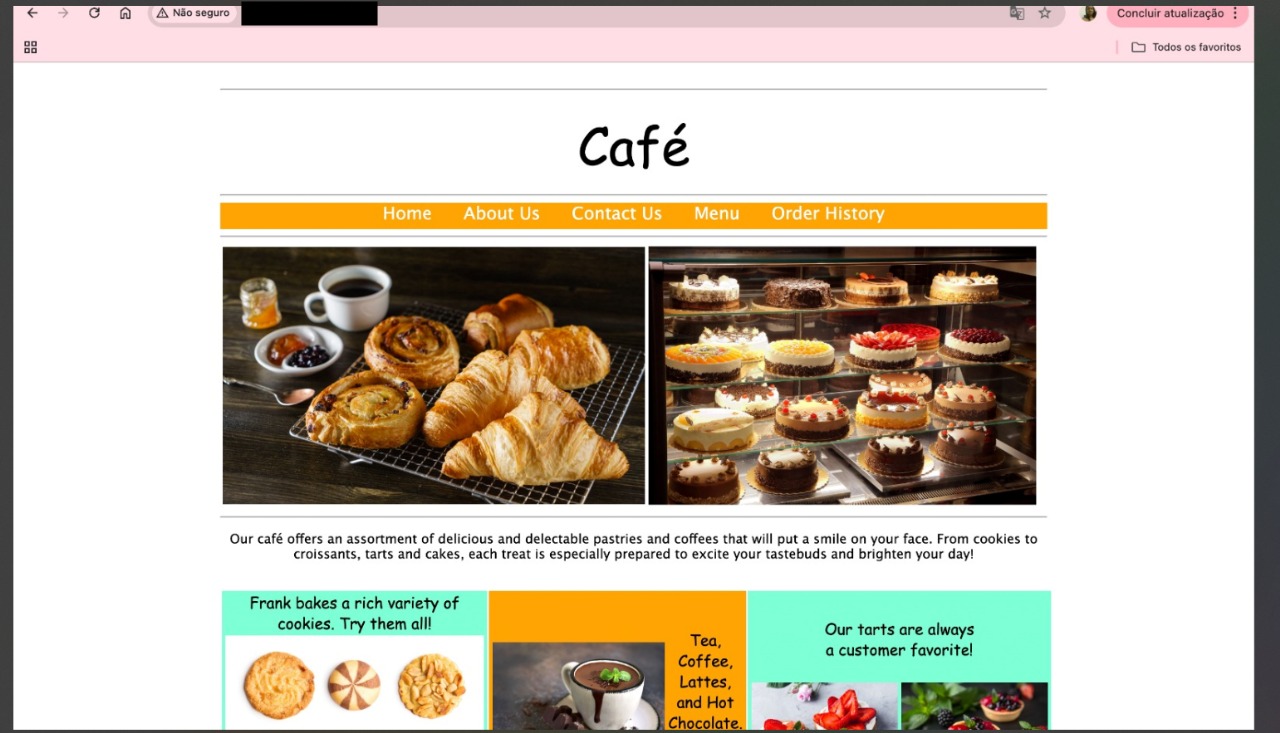 Não seguro
Concluir atualização
Todos os favoritos
Café
Home About Us Contact Us Menu Order History
Our café offers an assortment of delicious and delectable pastries and coffees that will put a smile on your face. From cookies to
croissants, tarts and cakes, each treat is especially prepared to excite your tastebuds and brighten your day!
Frank bakes a rich variety of
cookies. Try them all!
Tea,
Coffee,
Lattes,
and Hot
Chocolate.
Our tarts are always
a customer favorite!